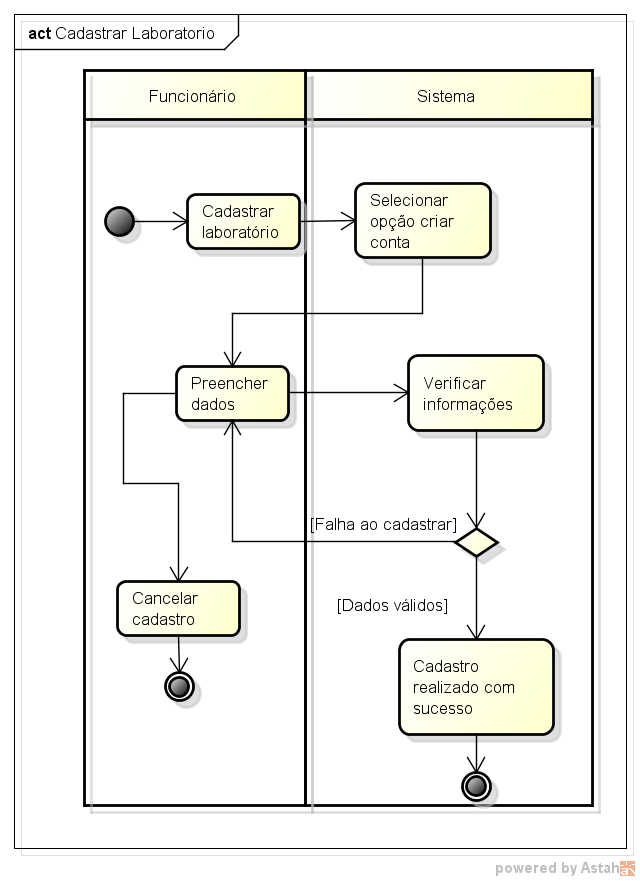 act Cadastrar Laboratorio
Funcionário
Sistema
Cadastrar
laboratório
Selecionar
opção criar
conta
Preencher
dados
Verificar
informações
[Falha ao cadastrar]
Cancelar
cadastro
[Dados válidos]
Cadastro
realizado com
sucesso
powered by Astah